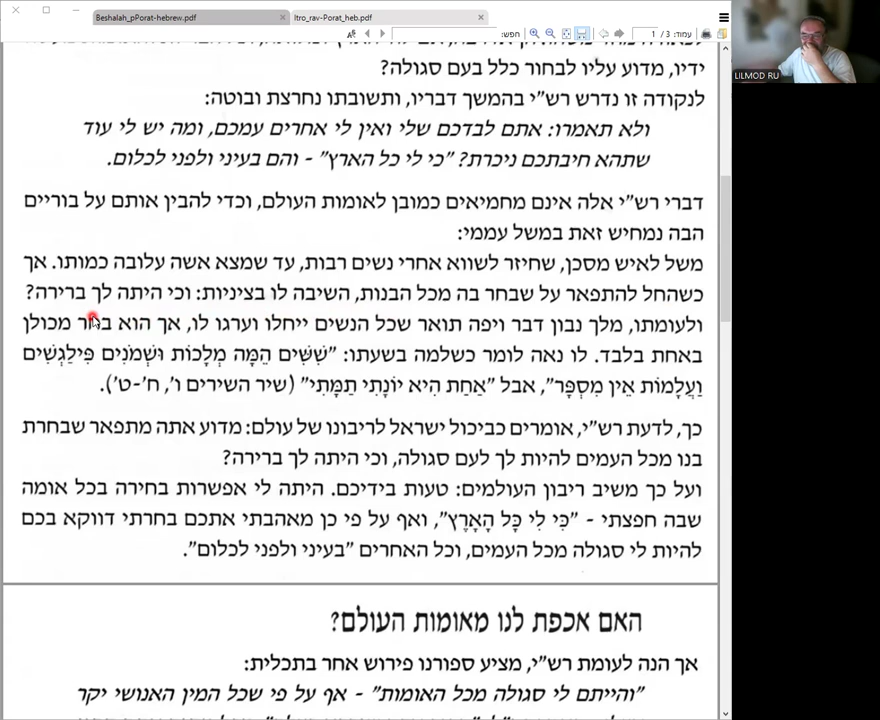 Beshalah_pPorat-hebrew.pdf
Itro_rav-Porat_heb.pdf
עמוד: 3 / 1
חפש:
LILMOD RU
ידיו, מדוע עליו לבחור כלל בעם סגולה?
לנקודה זו נדרש רש"י בהמשך דבריו, ותשובתו נחרצת ובוטה:
ולא תאמרו: אתם לבדכם שלי ואין לי אחרים עמכם, ומה יש לי עוד
שתהא חיבתכם ניכרת? "כי לי כל הארץ" - והם בעיני ולפני לכלום.
דברי רש"י אלה אינם מחמיאים כמובן לאומות העולם, וכדי להבין אותם על בוריים
הבה נמחיש זאת במשל עממי:
משל לאיש מסכן, שחיזר לשווא אחרי נשים רבות, עד שמצא אשה עלובה כמותו. אך
כשהחל להתפאר על שבחר בה מכל הבנות, השיבה לו בציניות: וכי היתה לך ברירה?
ולעומתו, מלך נבון דבר ויפה תואר שכל הנשים ייחלו וערגו לו, אך הוא בחר מכולן
באחת בלבד. לו נאה לומר כשלמה בשעתו: "שִׁשִּׁים הֵמָּה מְלָכוֹת וּשְׁמֹנִים פִּילַגְשִׁים
וַעֲלָמוֹת אֵין מִסְפָּר", אבל "אַחַת הִיא יוֹנָתִי תַמָּתִי" (שיר השירים ו', ח'-ט').
כך, לדעת רש"י, אומרים כביכול ישראל לריבונו של עולם: מדוע אתה מתפאר שבחרת
בנו מכל העמים להיות לך לעם סגולה, וכי היתה לך ברירה?
ועל כך משיב ריבון העולמים: טעות בידיכם. היתה לי אפשרות בחירה בכל אומה
שבה חפצתי - "כִּי לִי כָּל הָאָרֶץ", ואף על פי כן מאהבתי אתכם בחרתי דווקא בכם
להיות לי סגולה מכל העמים, וכל האחרים "בעיני ולפני לכלום".
האם אכפת לנו מאומות העולם?
אך הנה לעומת רש"י, מציע ספורנו פירוש אחר בתכלית:
"והייתם לי סגולה מכל האומות" - אף על פי שכל המין האנושי יקר